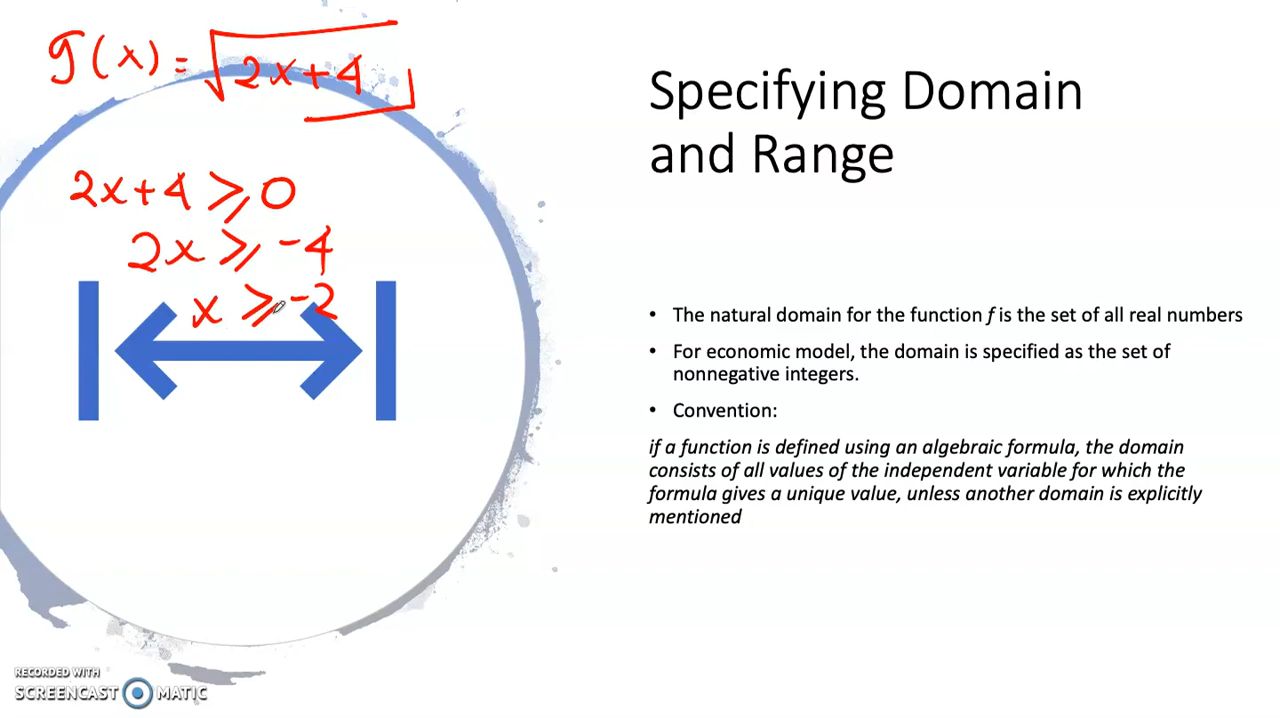 g(x) = √2x+4
2x+4 ⩾ 0
2x ⩾ -4
x ⩾ -2
Specifying Domain
and Range
• The natural domain for the function f is the set of all real numbers
• For economic model, the domain is specified as the set of
nonnegative integers.
• Convention:
if a function is defined using an algebraic formula, the domain
consists of all values of the independent variable for which the
formula gives a unique value, unless another domain is explicitly
mentioned
RECORDED WITH
SCREENCAST MATIC